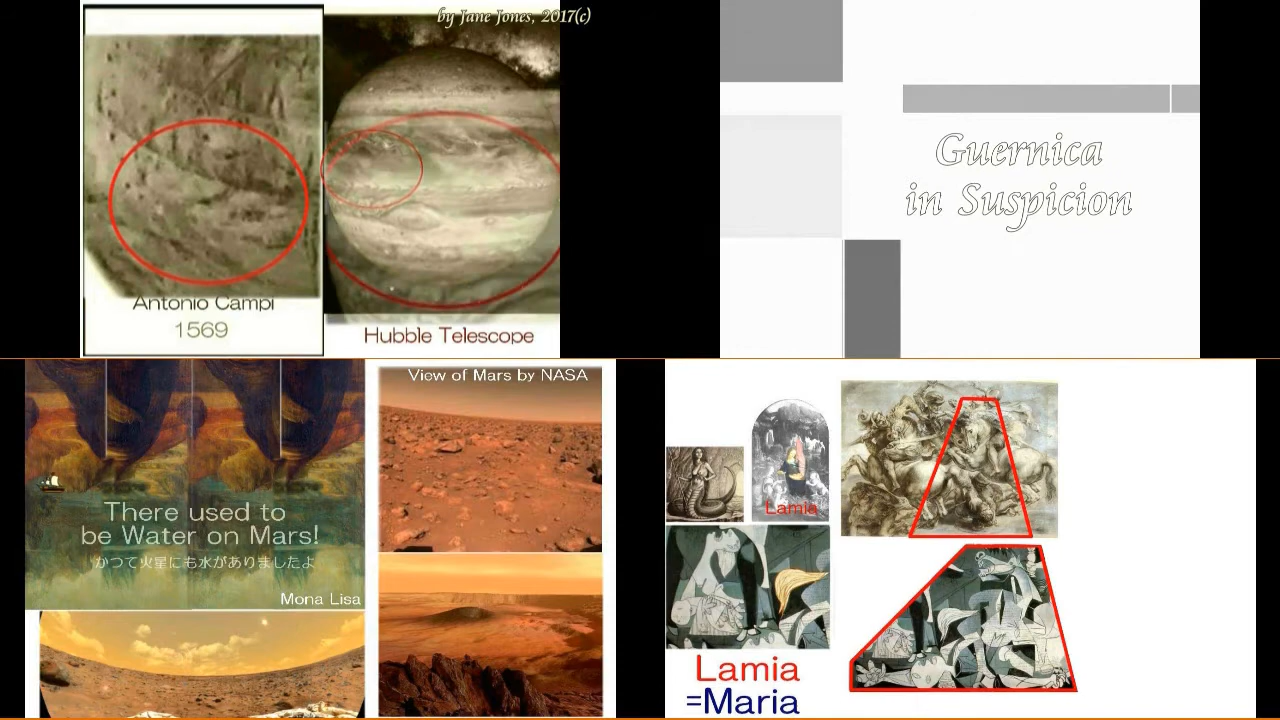 by Jane Jones, 2017(c)
Antonio Campi
1569
Hubble Telescope
Guernica
in Suspicion
There used to
be Water on Mars!
かつて火星にも水がありましたよ
Mona Lisa
View of Mars by NASA
Lamia
Lamia
=Maria